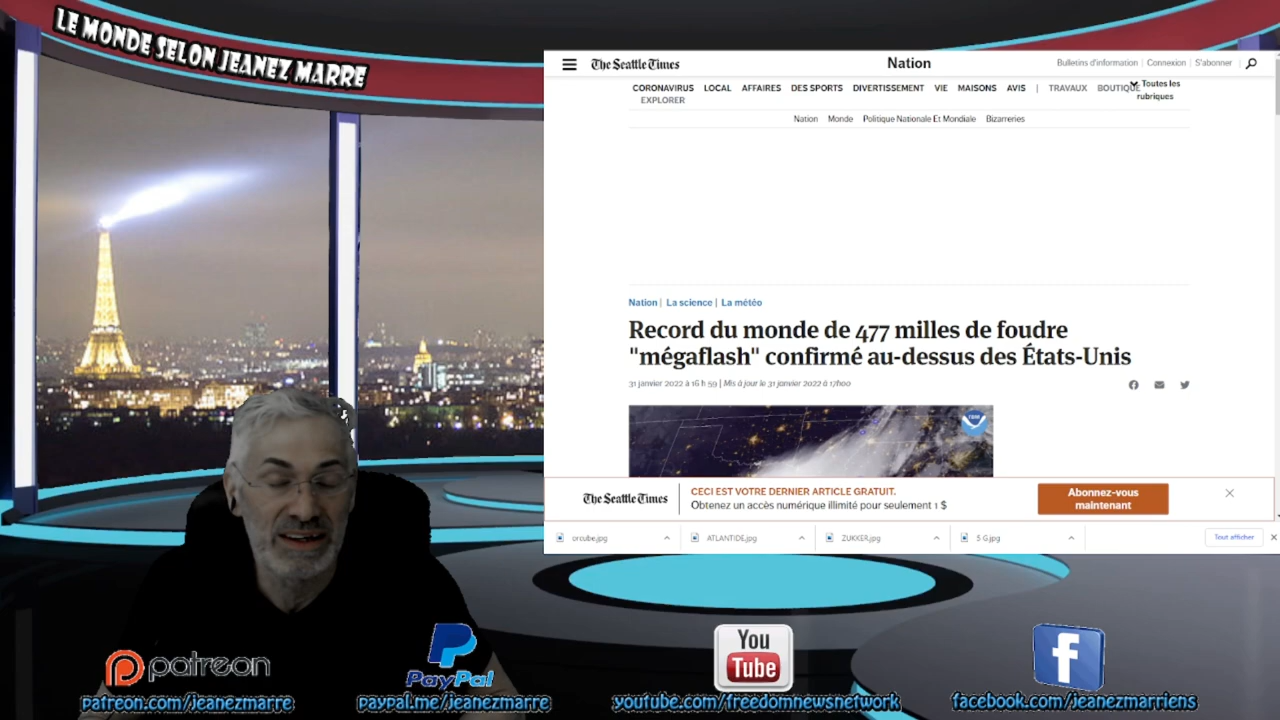 LE MONDE SELON JEANEZ MARRE
The Seattle Times
Nation
Bulletins d'information | Connexion | S'abonner
CORONAVIRUS LOCAL AFFAIRES DES SPORTS DIVERTISSEMENT VIE MAISONS AVIS | TRAVAUX BOUTIQUE Toutes les
EXPLORER rubriques
Nation Monde Politique Nationale Et Mondiale Bizarreries
Nation | La science | La météo
Record du monde de 477 milles de foudre
"mégaflash" confirmé au-dessus des États-Unis
31 janvier 2022 à 16 h 59 | Mis à jour le 31 janvier 2022 à 17h00
The Seattle Times
CECI EST VOTRE DERNIER ARTICLE GRATUIT.
Obtenez un accès numérique illimité pour seulement 1 $
Abonnez-vous
maintenant
orcube.jpg ATLANTIDE.jpg ZUKKER.jpg 5 G.jpg Tout afficher
patreon
PayPal
You
Tube
patreon.com/jeanezmarre
paypal.me/jeanezmarre
youtube.com/freedomnewsnetwork
facebook.com/jeanezmarriens